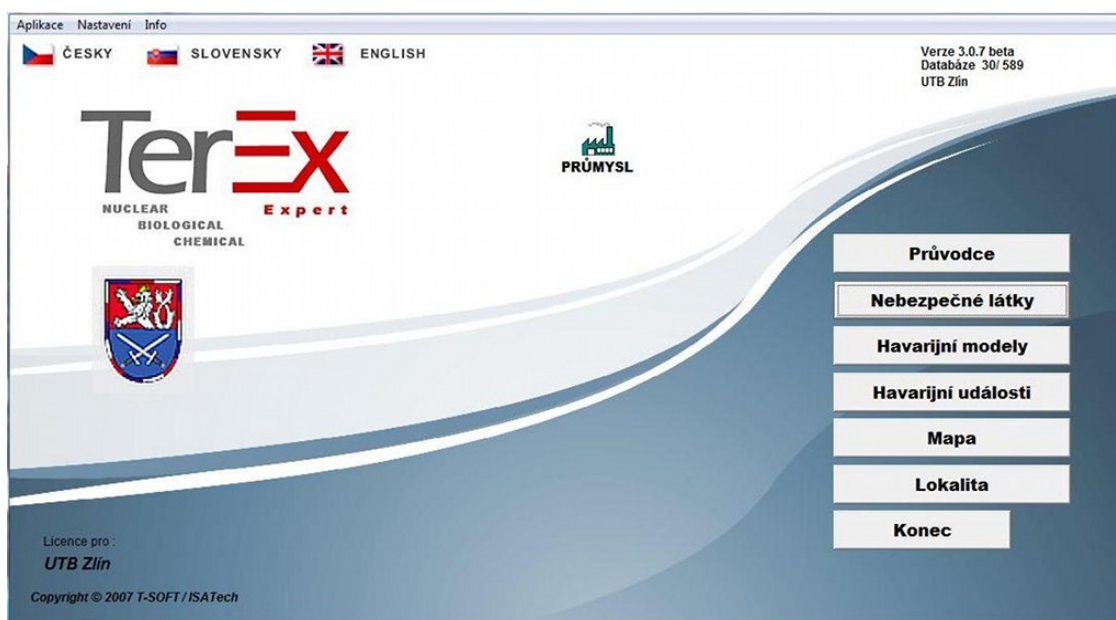 Aplikace Nastavení Info
ČESKY SLOVENSKY ENGLISH
Verze 3.0.7 beta
Databáze 30/ 589
UTB Zlín
TerEx
Expert
NUCLEAR
BIOLOGICAL
CHEMICAL
PRŮMYSL
Průvodce
Nebezpečné látky
Havarijní modely
Havarijní události
Mapa
Lokalita
Konec
Licence pro :
UTB Zlín
Copyright © 2007 T-SOFT / ISATech